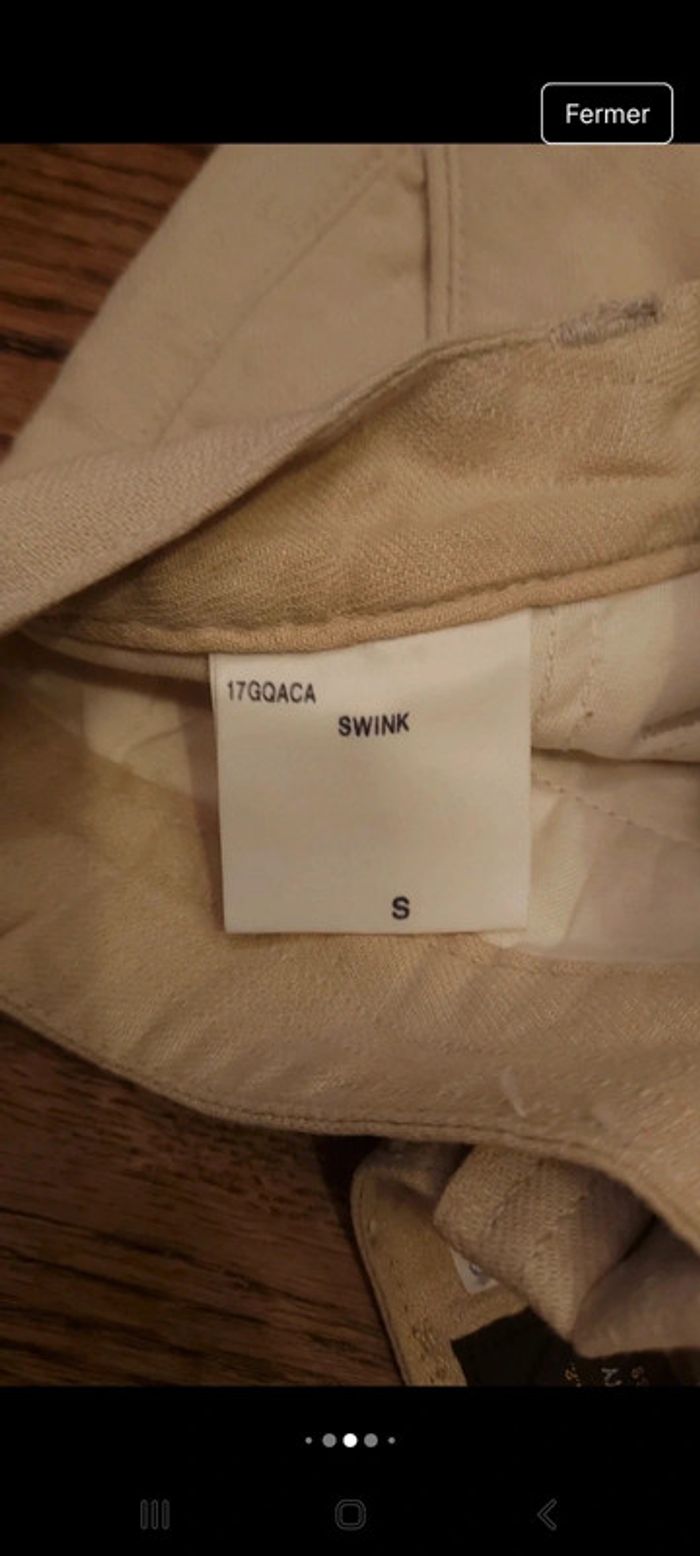 Fermer
17GQACA
SWINK
S